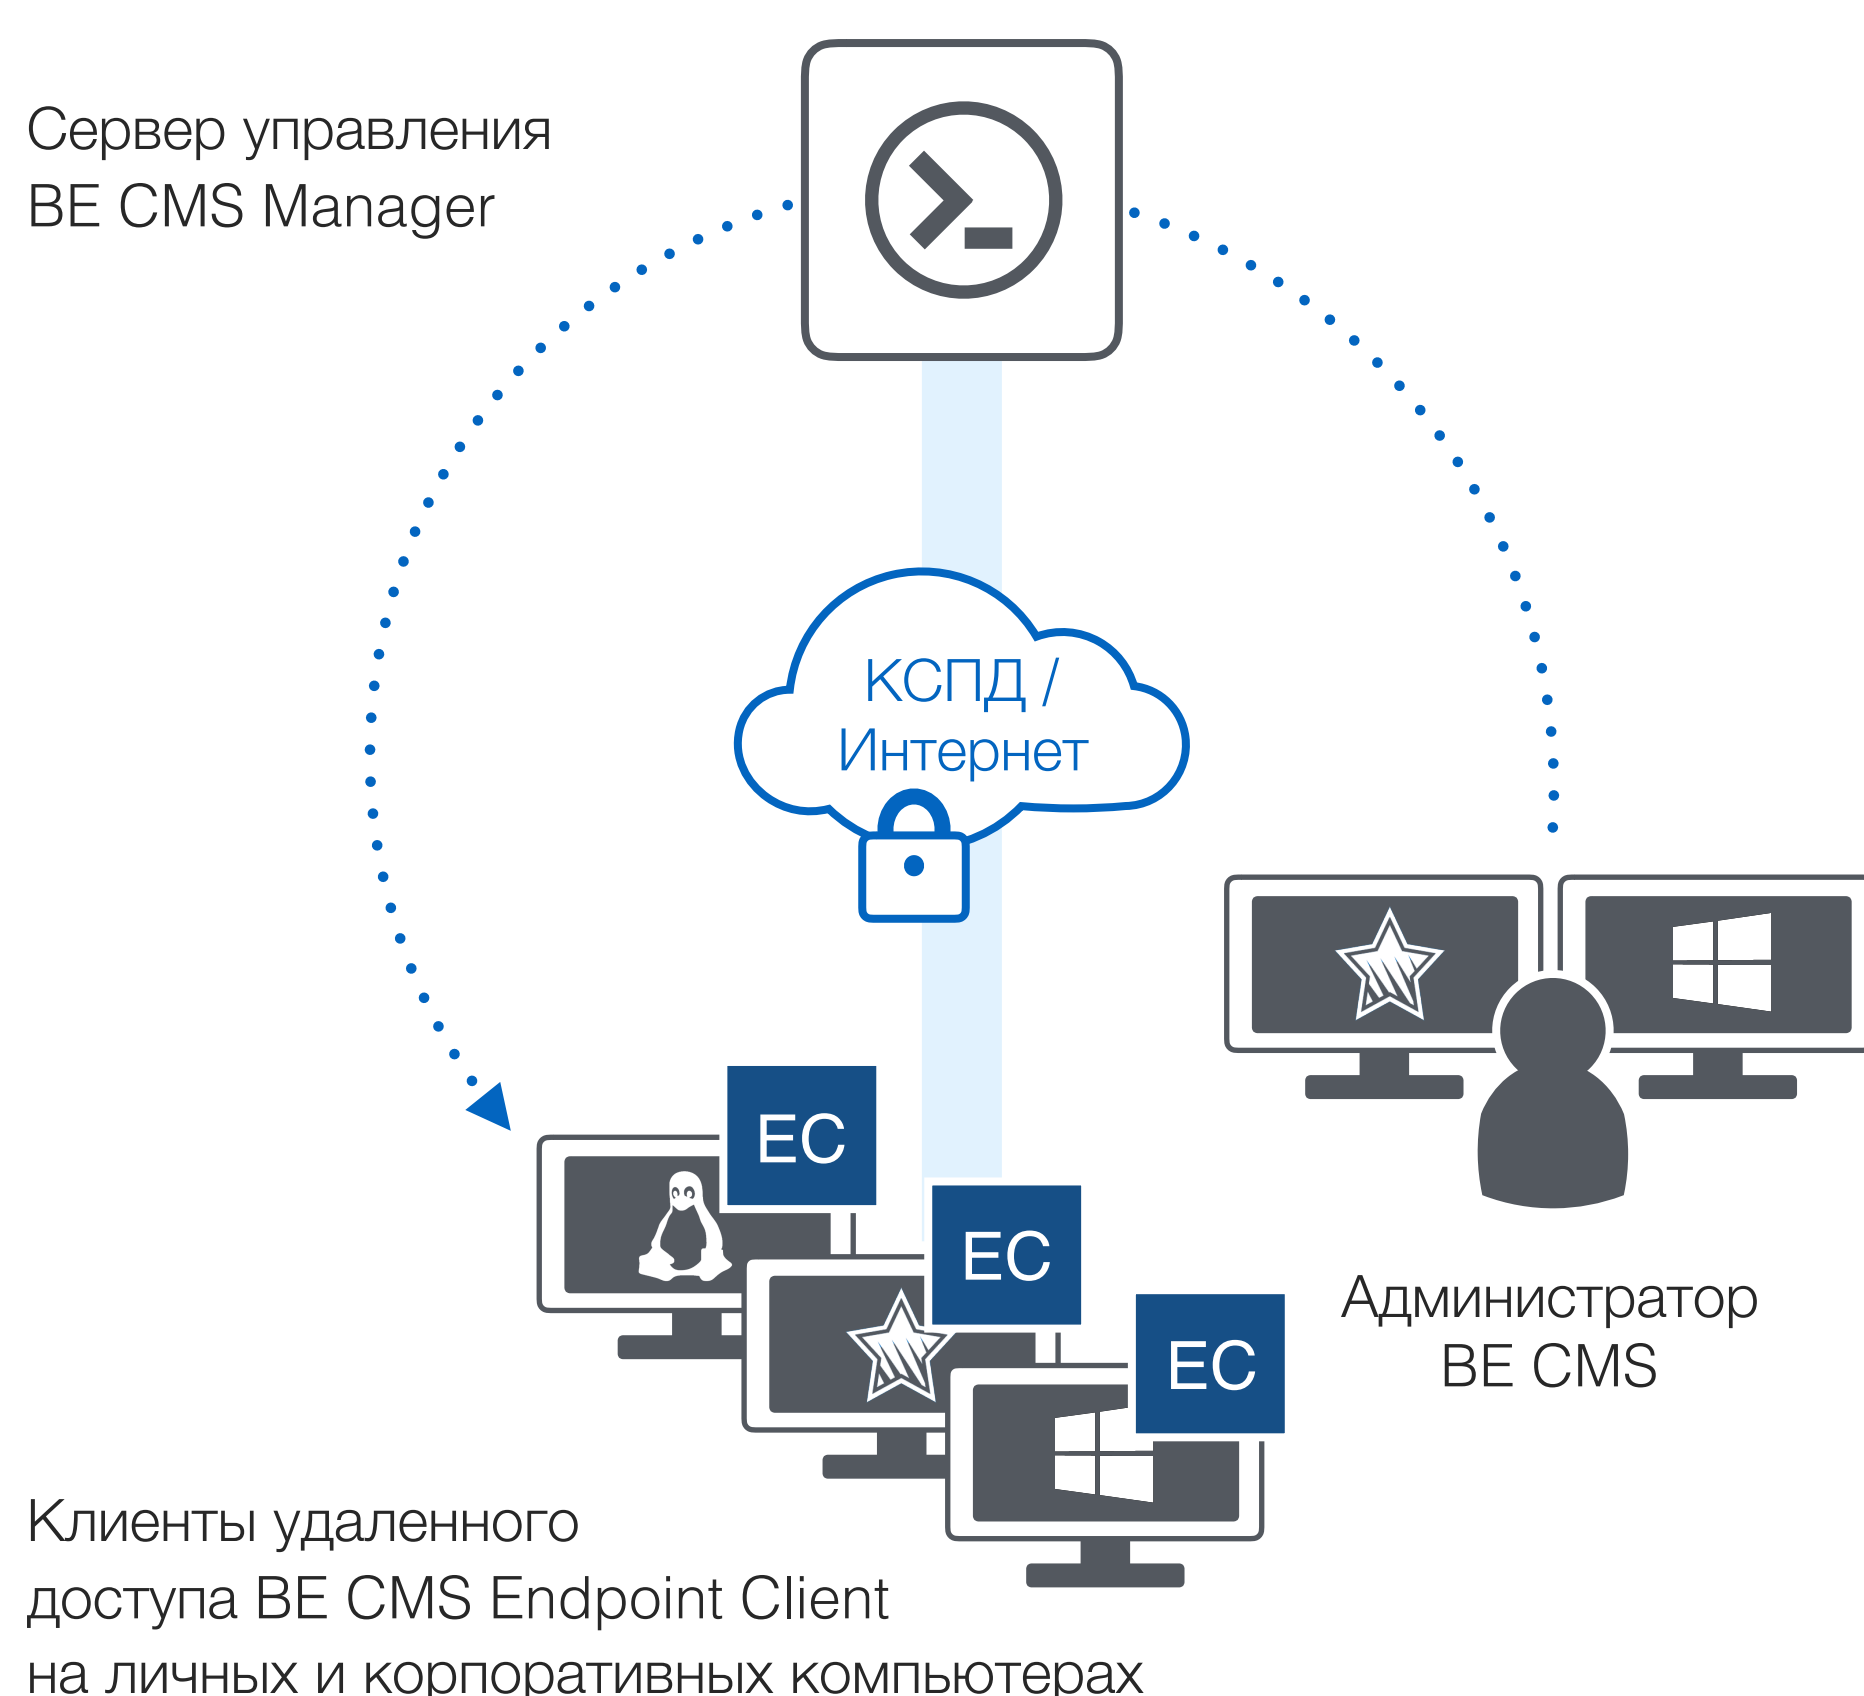 Сервер управления
BE CMS Manager
КСПД /
Интернет
EC
EC
EC
Администратор
BE CMS
Клиенты удаленного
доступа BE CMS Endpoint Client
на личных и корпоративных компьютерах